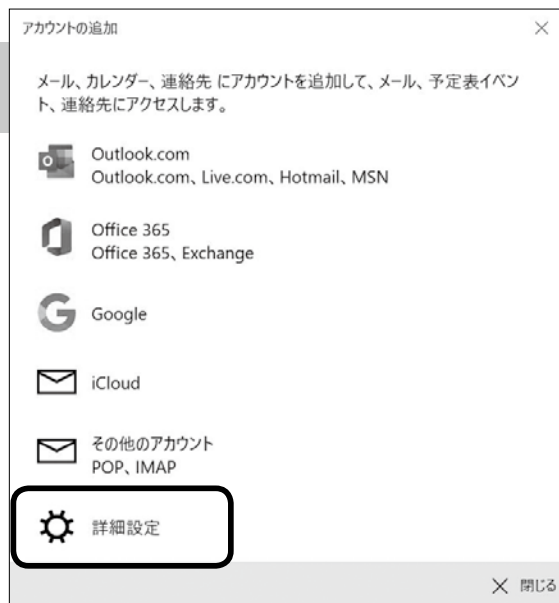 アカウントの追加
メール、カレンダー、連絡先 にアカウントを追加して、メール、予定表イベン
ト、連絡先にアクセスします。
Outlook.com
Outlook.com、Live.com、Hotmail、MSN
Office 365
Office 365、Exchange
Google
iCloud
その他のアカウント
POP、IMAP
詳細設定
閉じる